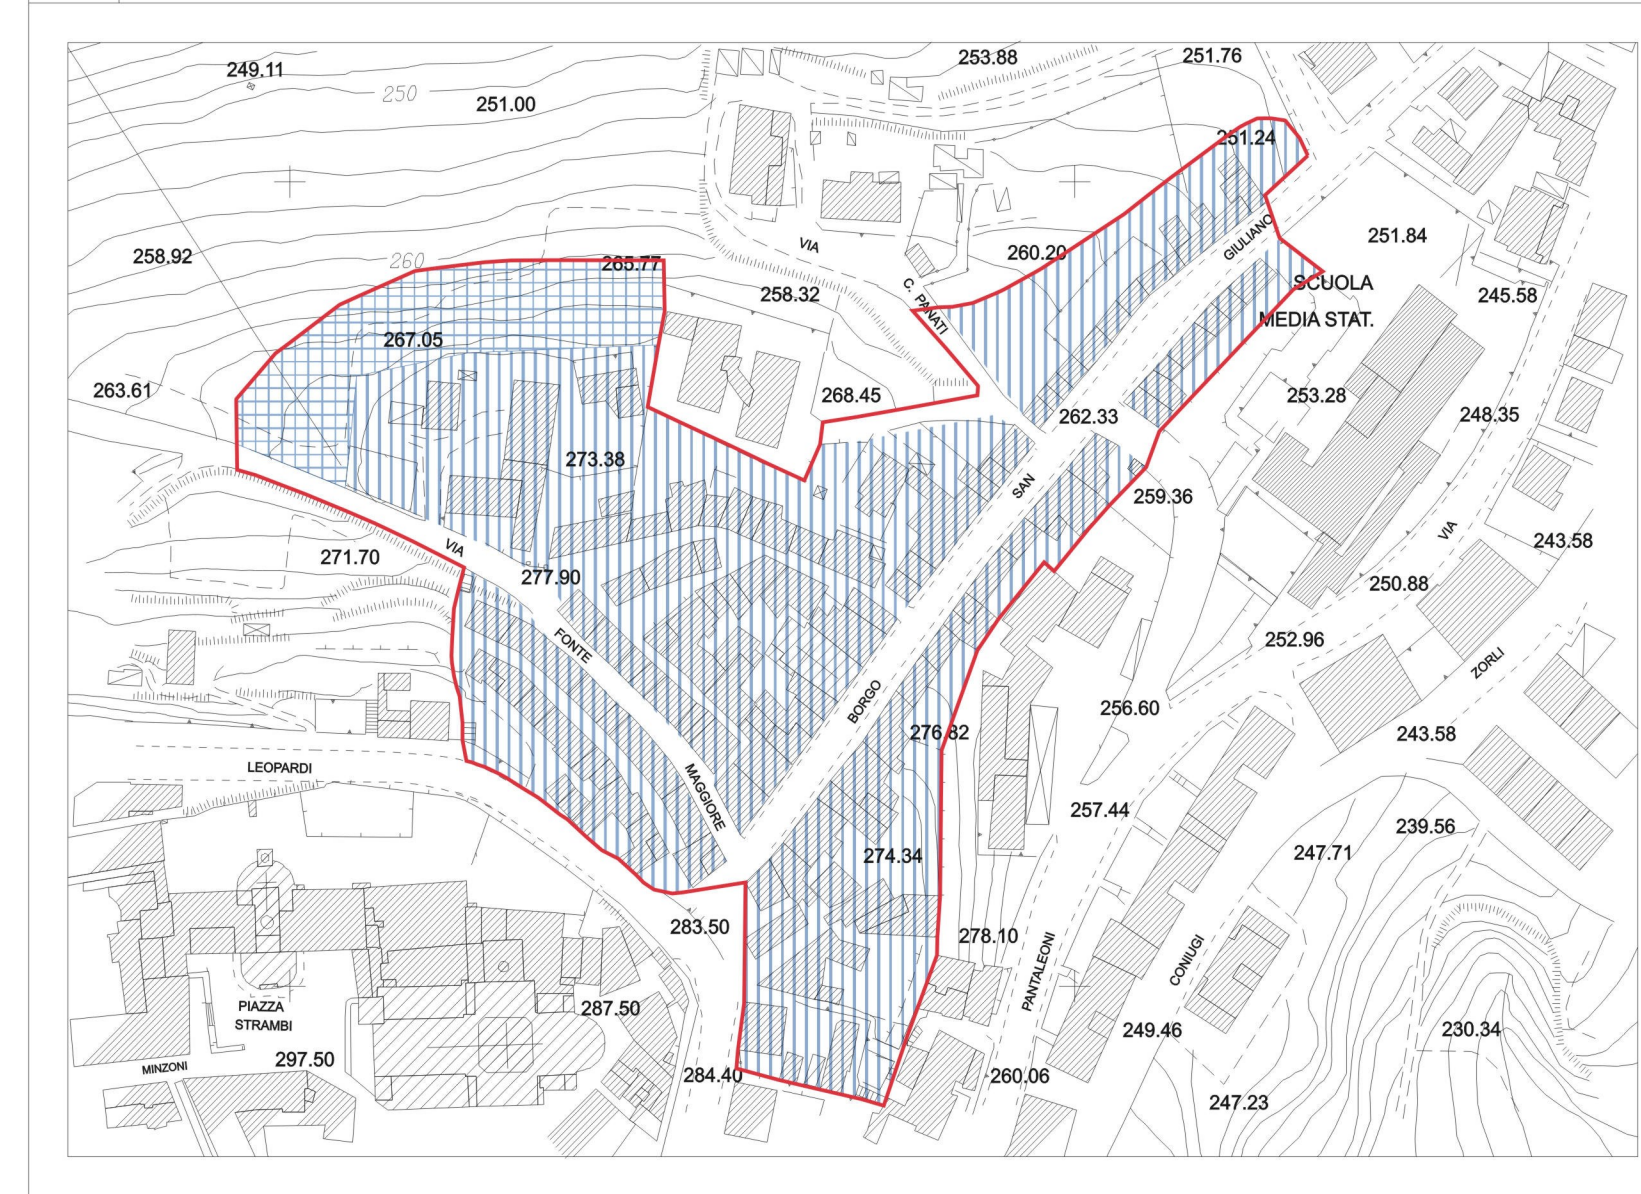 253.88
251.76
249.11
250
251.00
251.24
VIA
GIULIANO
251.84
258.92
260
265.77
260.20
258.32
C. PANATI
SCUOLA
MEDIA STAT.
245.58
267.05
263.61
268.45
253.28
262.33
248.35
273.38
SAN
259.36
VIA
243.58
VIA
271.70
277.90
250.88
FONTE
252.96
ZORLI
BORGO
256.60
276.82
243.58
LEOPARDI
MAGGIORE
257.44
239.56
274.34
247.71
283.50
278.10
PANTALEONI
CONIUGI
PIAZZA
STRAMBI
287.50
249.46
230.34
297.50
MINZONI
284.40
260.06
247.23